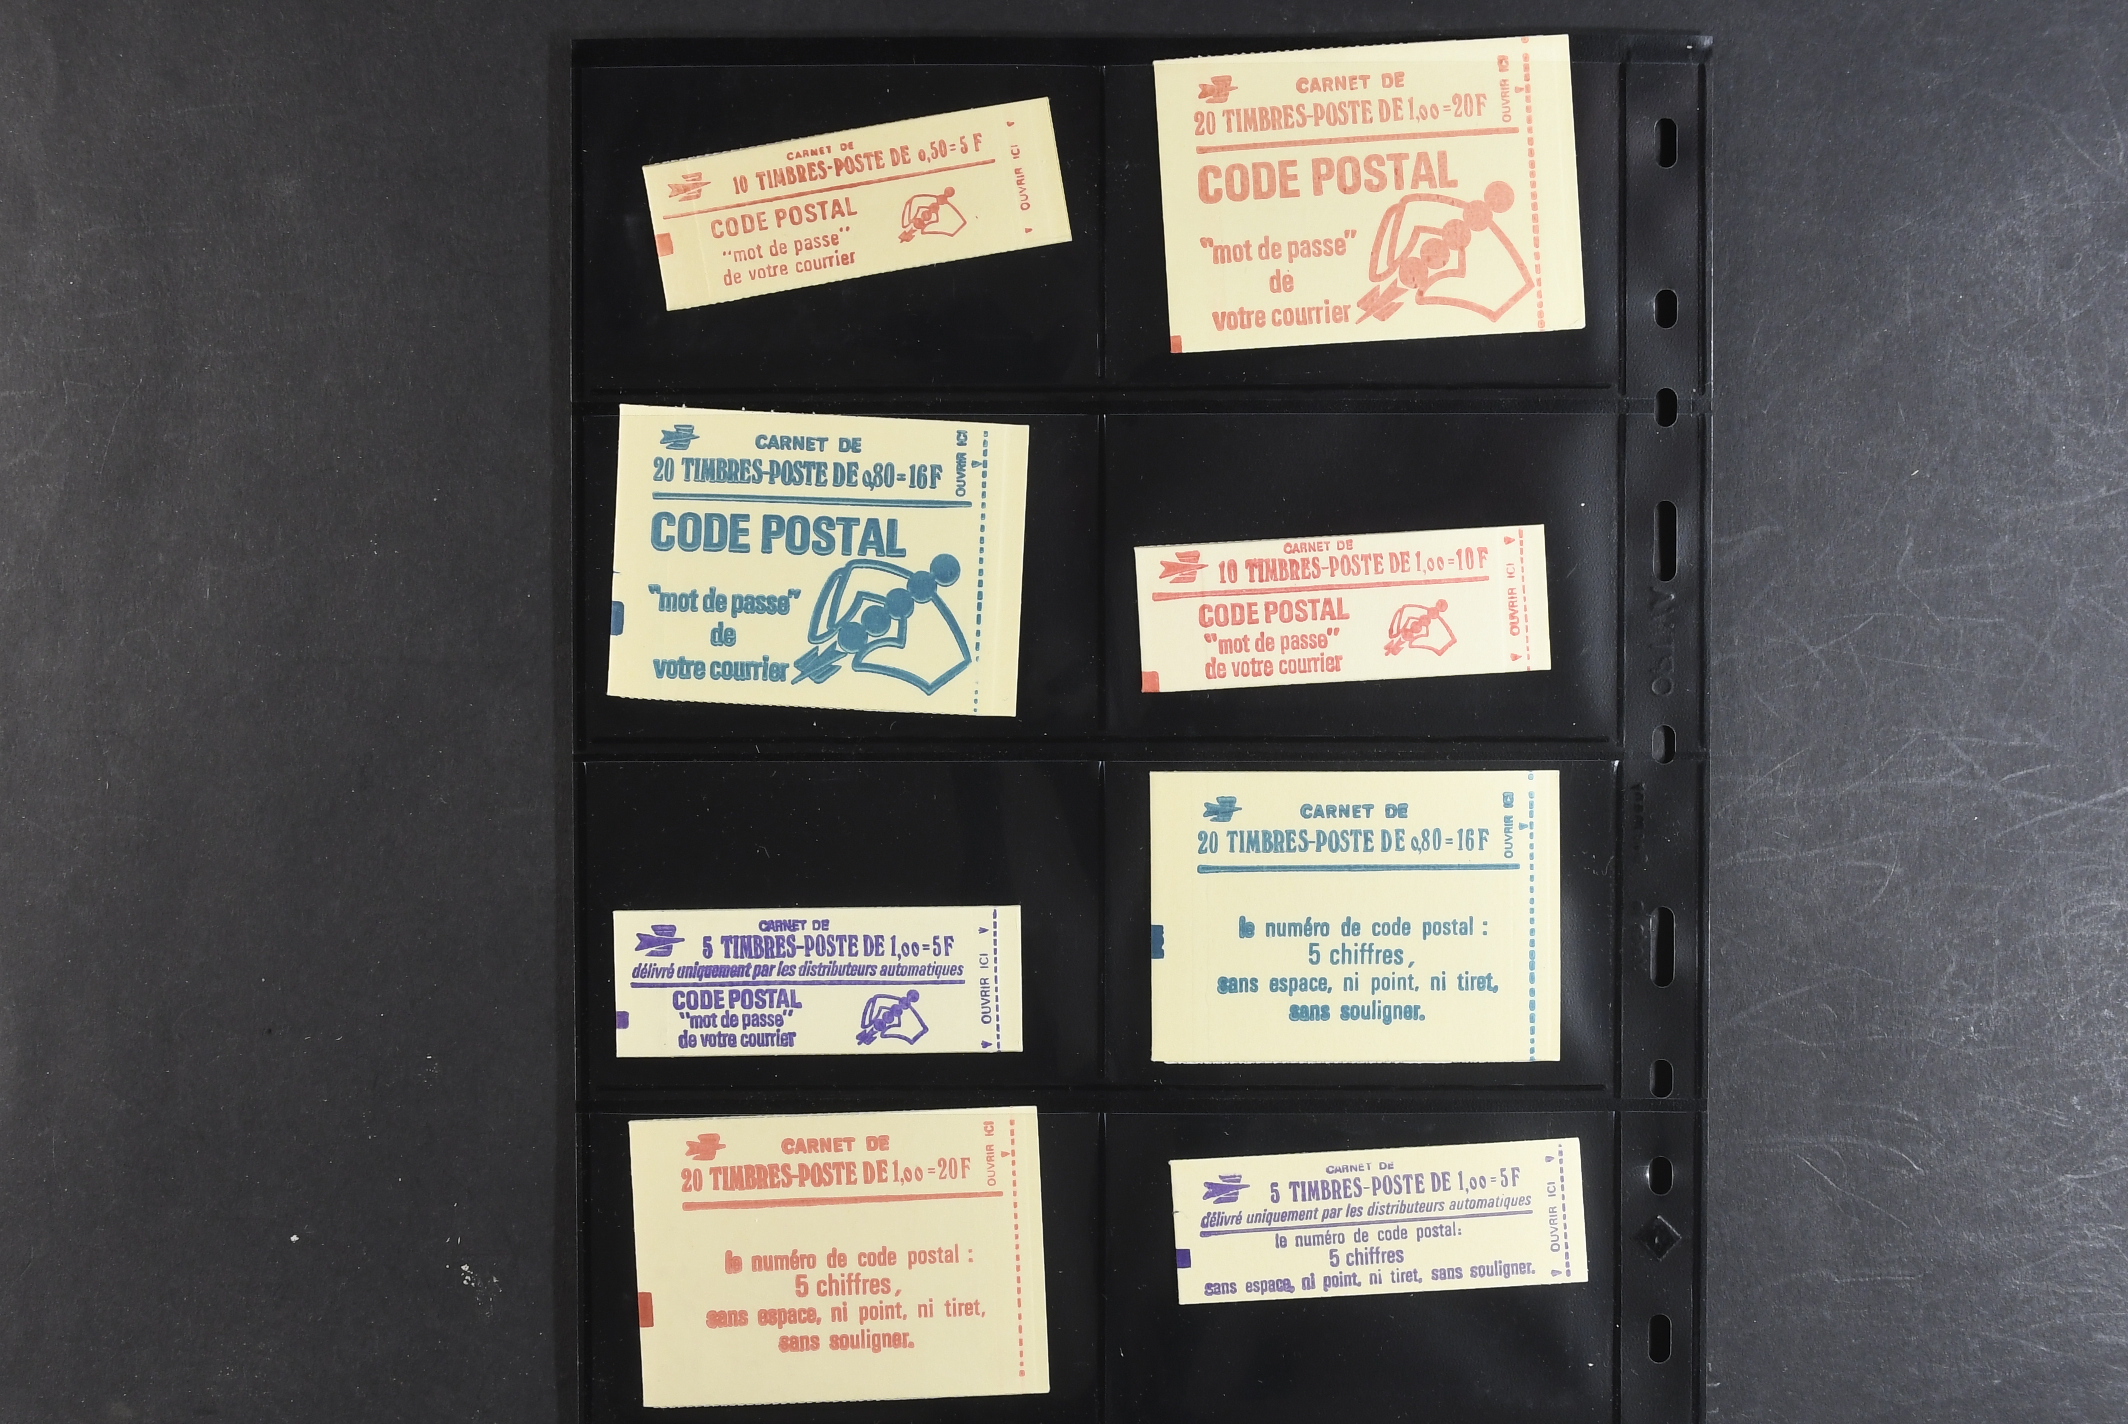 CARNET DE
10 TIMBRES-POSTE DE 0,50=5 F
CODE POSTAL
"mot de passe"
de votre courrier
OUVRIR ICI
CARNET DE
20 TIMBRES-POSTE DE 1,00=20F
CODE POSTAL
"mot de passe"
de
votre courrier
OUVRIR ICI
CARNET DE
20 TIMBRES-POSTE DE 0,80=16F
CODE POSTAL
"mot de passe"
de
votre courrier
OUVRIR ICI
CARNET DE
10 TIMBRES-POSTE DE 1,00=10F
CODE POSTAL
"mot de passe"
de votre courrier
OUVRIR ICI
CARNET DE
5 TIMBRES-POSTE DE 1,00=5F
délivré uniquement par les distributeurs automatiques
CODE POSTAL
"mot de passe"
de votre courrier
OUVRIR ICI
CARNET DE
20 TIMBRES-POSTE DE 0,80=16F
le numéro de code postal :
5 chiffres,
sans espace, ni point, ni tiret,
sans souligner.
OUVRIR ICI
CARNET DE
20 TIMBRES-POSTE DE 1,00=20F
le numéro de code postal :
5 chiffres,
sans espace, ni point, ni tiret,
sans souligner.
OUVRIR ICI
CARNET DE
5 TIMBRES-POSTE DE 1,00=5F
délivré uniquement par les distributeurs automatiques
le numéro de code postal:
5 chiffres
sans espace, ni point, ni tiret, sans souligner.
OUVRIR ICI